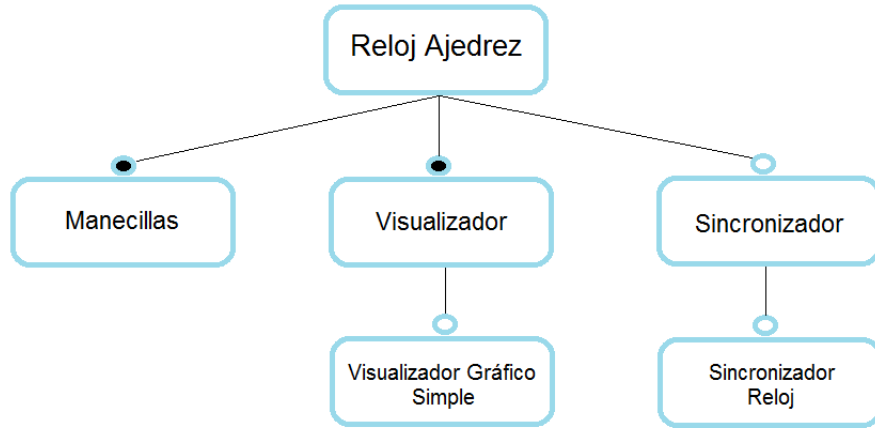 Reloj Ajedrez
Manecillas
Visualizador
Sincronizador
Visualizador Gráfico
Simple
Sincronizador
Reloj